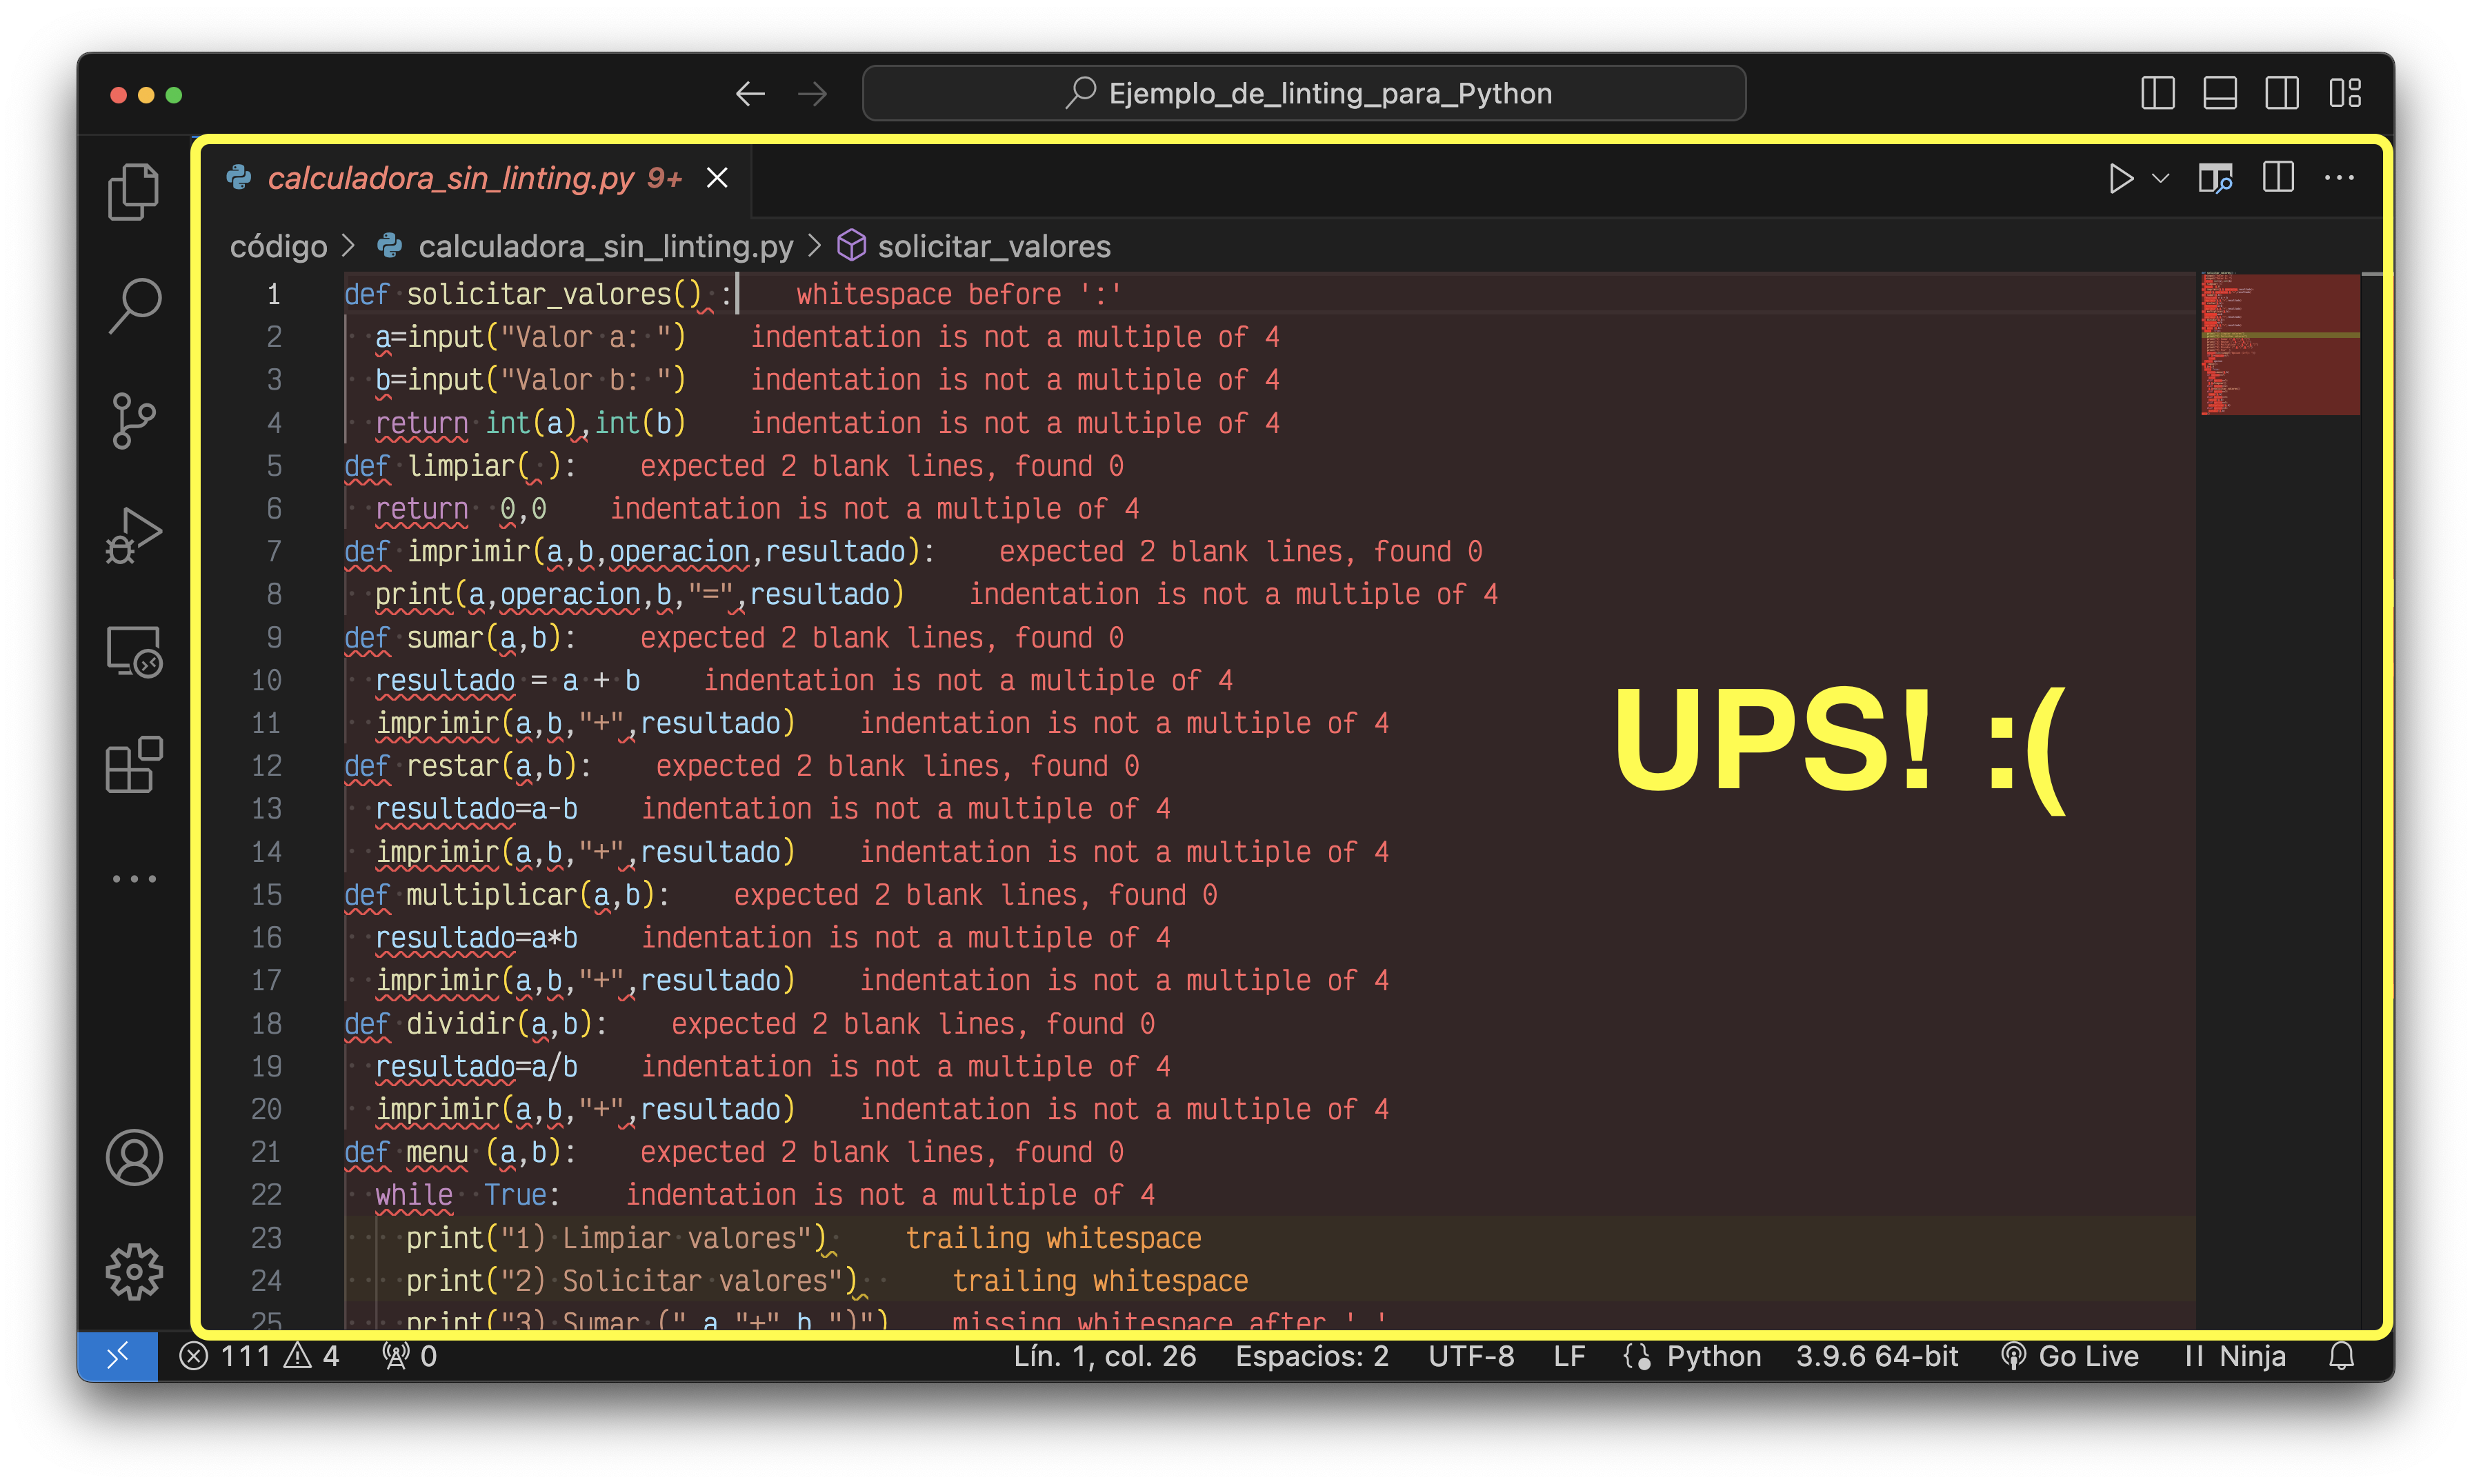 Ejemplo_de_linting_para_Python
calculadora_sin_linting.py 9+
código > calculadora_sin_linting.py > solicitar_valores
1 def solicitar_valores() : whitespace before ':'
2 a=input("Valor a: ") indentation is not a multiple of 4
3 b=input("Valor b: ") indentation is not a multiple of 4
4 return int(a),int(b) indentation is not a multiple of 4
5 def limpiar( ): expected 2 blank lines, found 0
6 return  0,0 indentation is not a multiple of 4
7 def imprimir(a,b,operacion,resultado): expected 2 blank lines, found 0
8 print(a,operacion,b,"=",resultado) indentation is not a multiple of 4
9 def sumar(a,b): expected 2 blank lines, found 0
10 resultado = a + b indentation is not a multiple of 4
11 imprimir(a,b,"+",resultado) indentation is not a multiple of 4
12 def restar(a,b): expected 2 blank lines, found 0
13 resultado=a-b indentation is not a multiple of 4
14 imprimir(a,b,"+",resultado) indentation is not a multiple of 4
15 def multiplicar(a,b): expected 2 blank lines, found 0
16 resultado=a*b indentation is not a multiple of 4
17 imprimir(a,b,"+",resultado) indentation is not a multiple of 4
18 def dividir(a,b): expected 2 blank lines, found 0
19 resultado=a/b indentation is not a multiple of 4
20 imprimir(a,b,"+",resultado) indentation is not a multiple of 4
21 def menu (a,b): expected 2 blank lines, found 0
22 while  True: indentation is not a multiple of 4
23 print("1) Limpiar valores") trailing whitespace
24 print("2) Solicitar valores") trailing whitespace
25 print("3) Sumar (",a,"+",b,")") missing whitespace after ','
UPS! :(
111 4 0 Lín. 1, col. 26 Espacios: 2 UTF-8 LF Python 3.9.6 64-bit Go Live Ninja